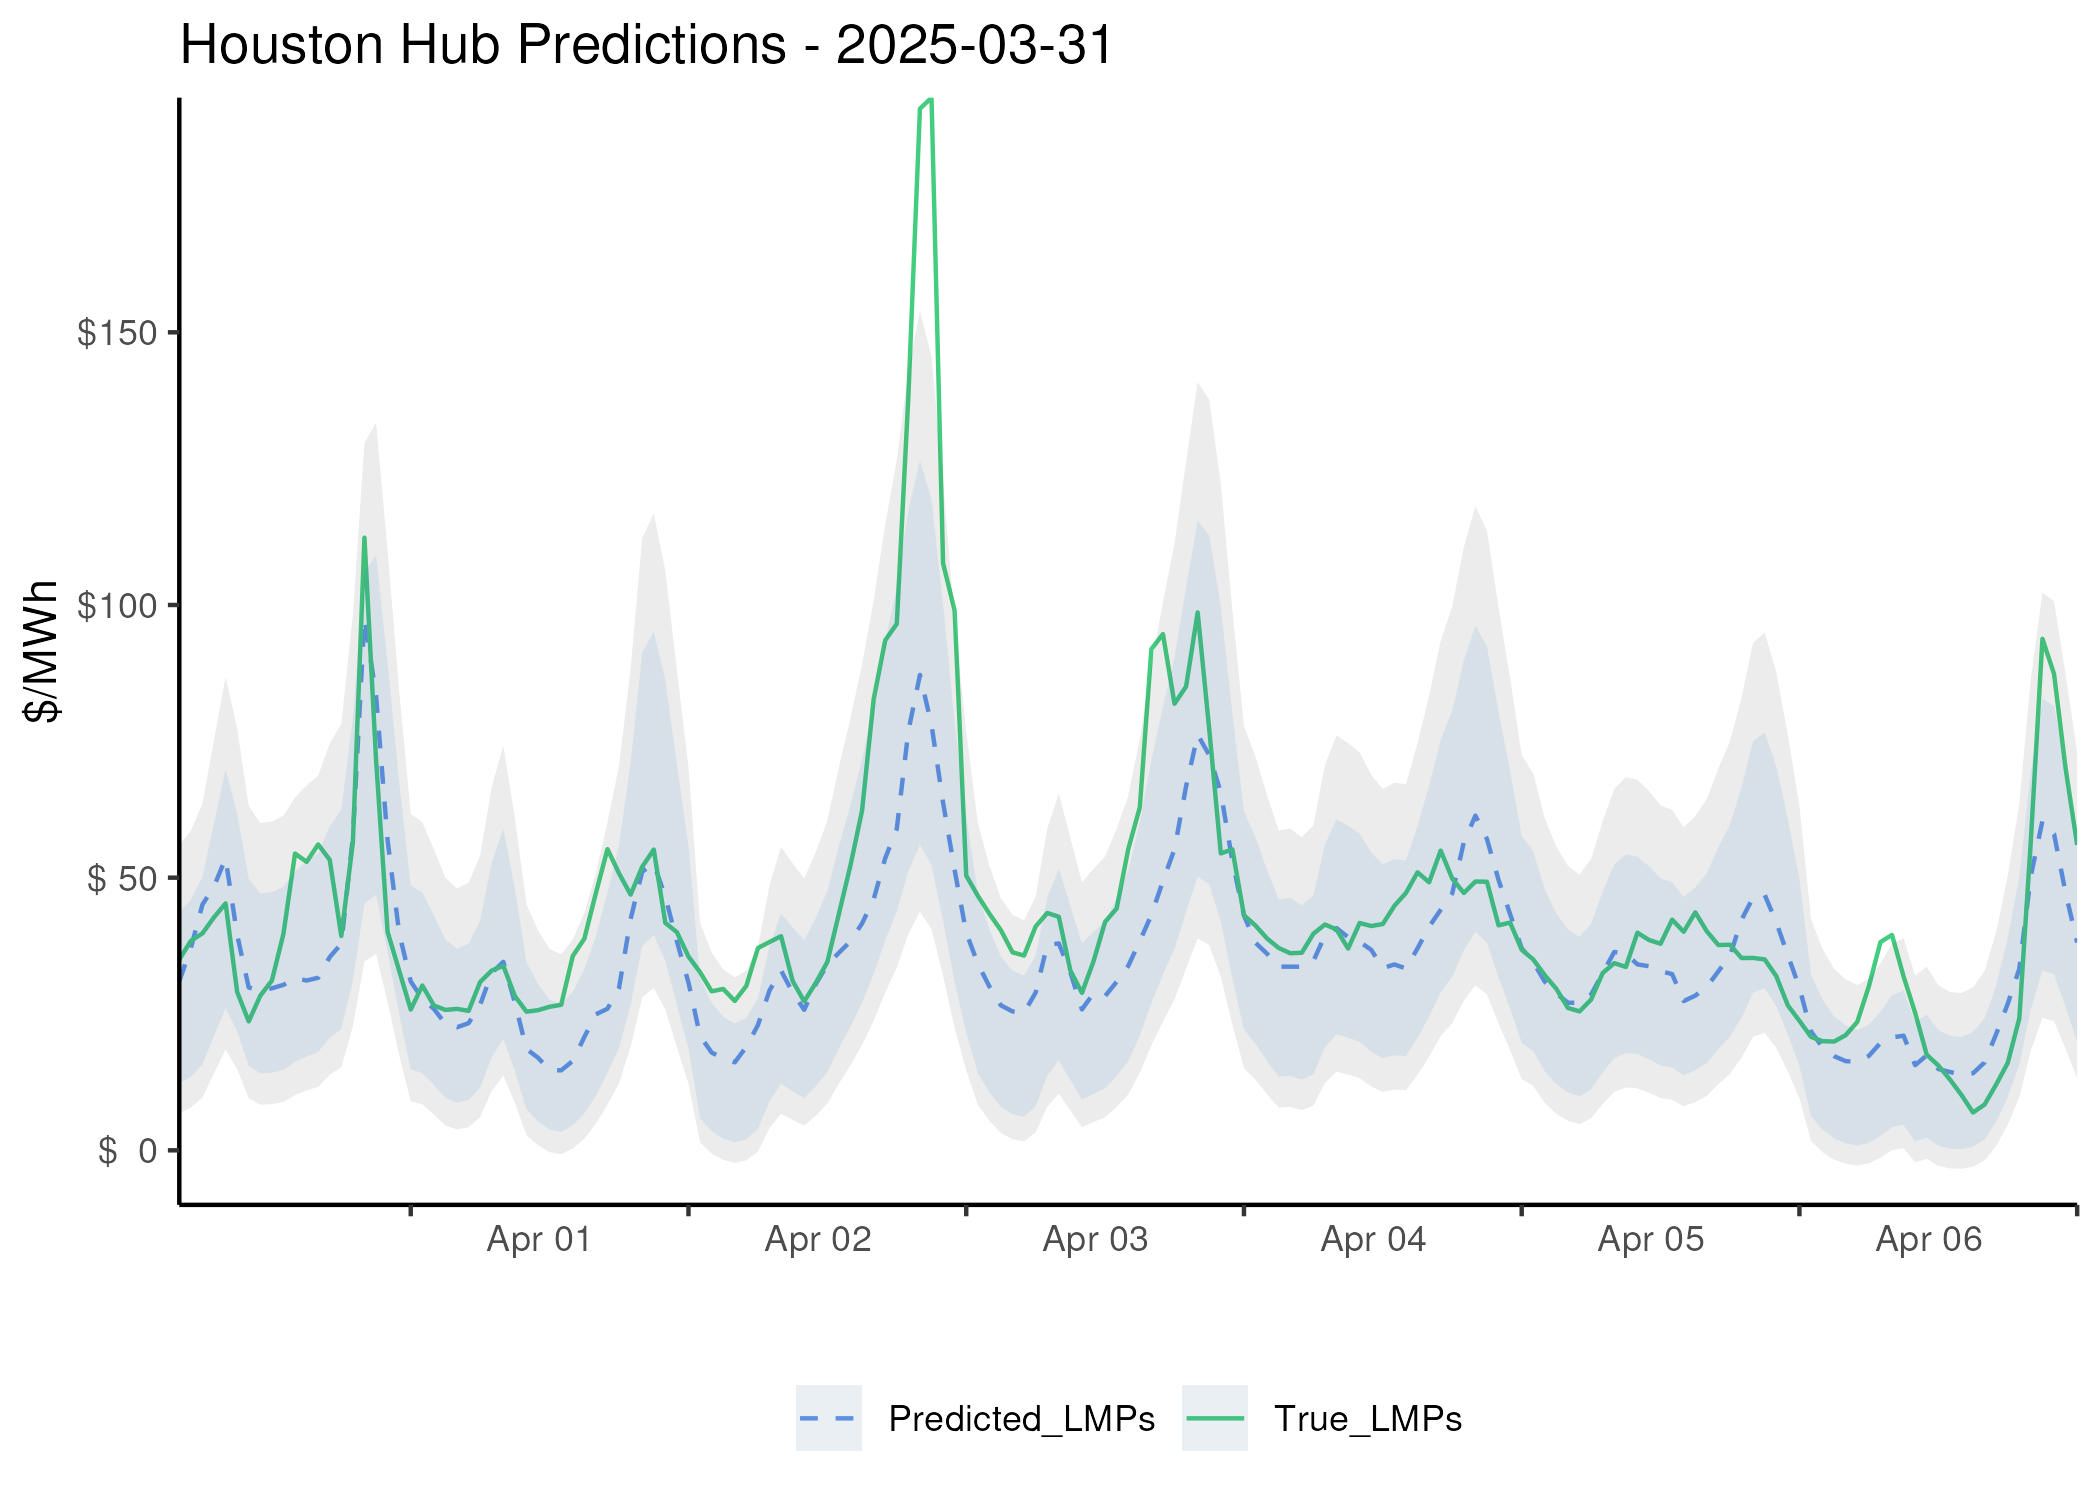 Houston Hub Predictions - 2025-03-31
$/MWh
$150
$100
$ 50
$  0
Apr 01
Apr 02
Apr 03
Apr 04
Apr 05
Apr 06
Predicted_LMPs
True_LMPs